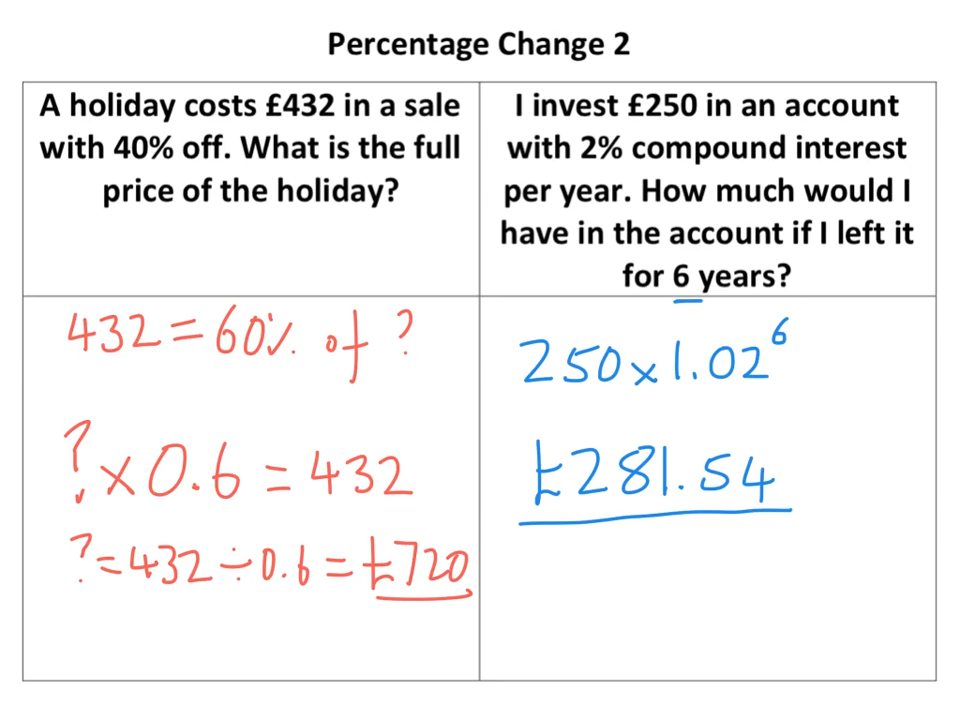 Percentage Change 2
A holiday costs £432 in a sale
with 40% off. What is the full
price of the holiday?
I invest £250 in an account
with 2% compound interest
per year. How much would I
have in the account if I left it
for 6 years?
432 = 60% of ?
? × 0.6 = 432
? = 432 ÷ 0.6 = £720
250 × 1.02⁶
£281.54